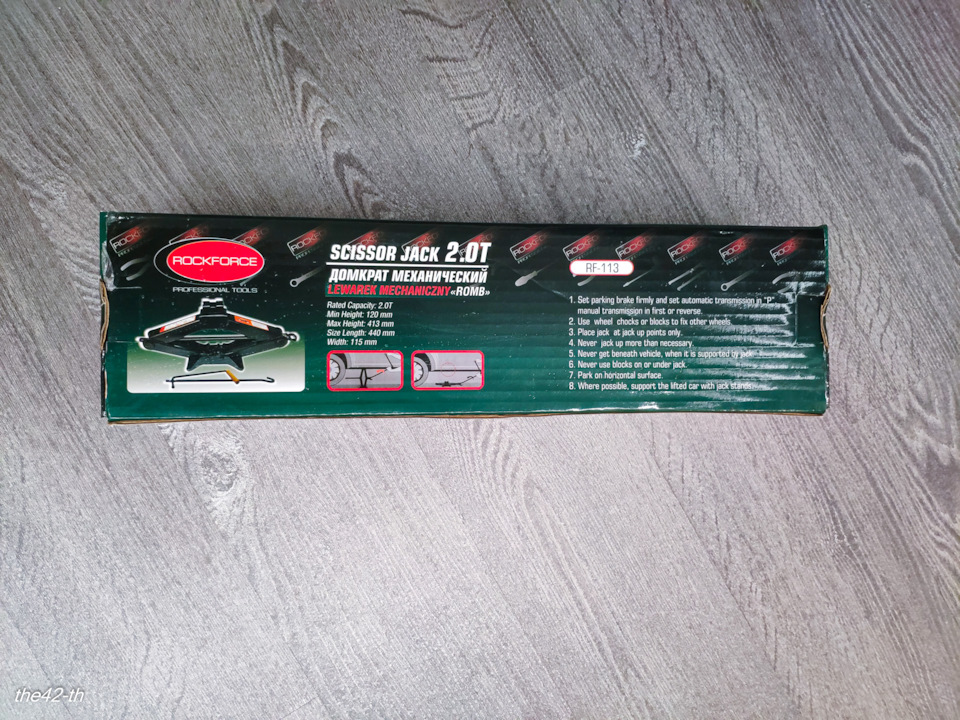 ROCKFORCE
PROFESSIONAL TOOLS
SCISSOR JACK 2.0T
ДОМКРАТ МЕХАНИЧЕСКИЙ
LEWAREK MECHANICZNY «ROMB»
Rated Capacity: 2.0T
Min Height: 120 mm
Max Height: 413 mm
Size Length: 440 mm
Width: 115 mm
RF-113
1. Set parking brake firmly and set automatic transmission in "P"
manual transmission in first or reverse.
2. Use wheel chocks or blocks to fix other wheels.
3. Place jack at jack up points only.
4. Never jack up more than necessary.
5. Never get beneath vehicle, when it is supported by jack
6. Never use blocks on or under jack.
7. Park on horizontal surface.
8. Where possible, support the lifted car with jack stands.
the42-th